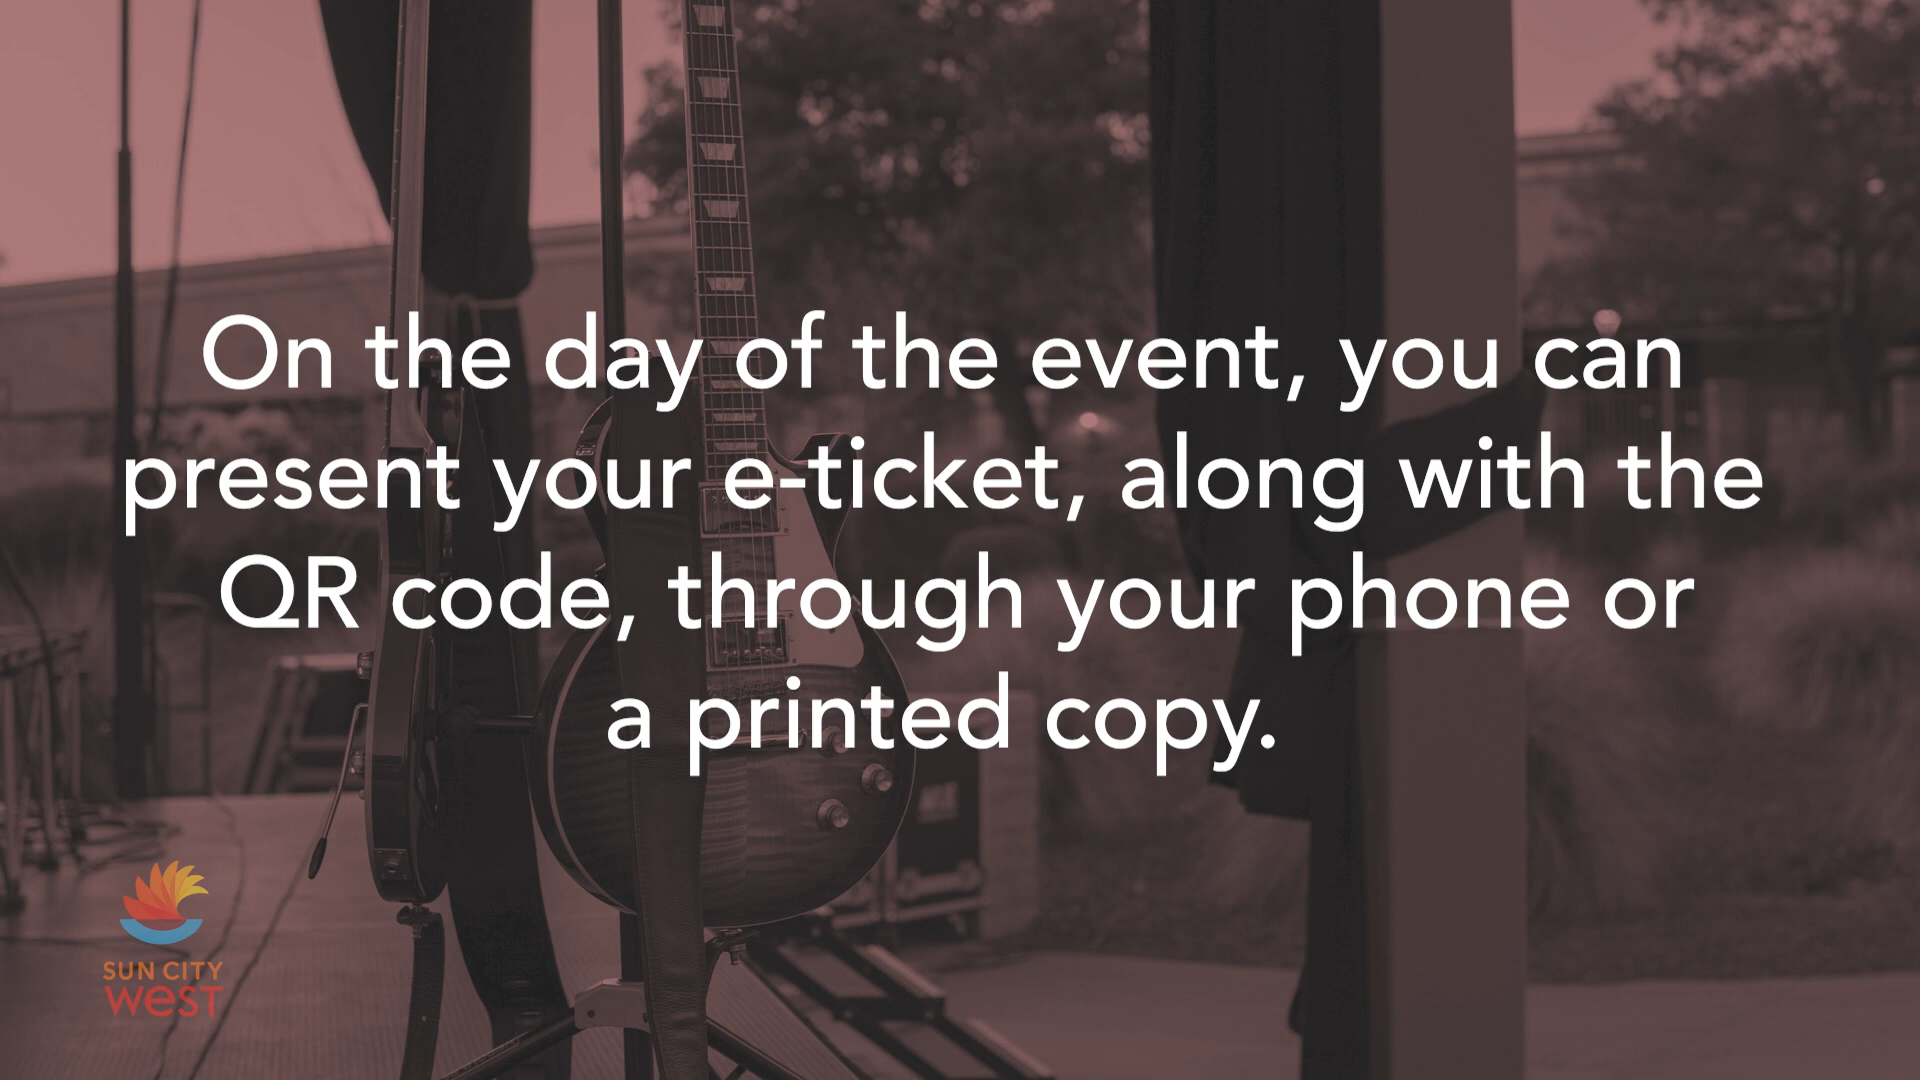 On the day of the event, you can
present your e-ticket, along with the
QR code, through your phone or
a printed copy.
SUN CITY
west